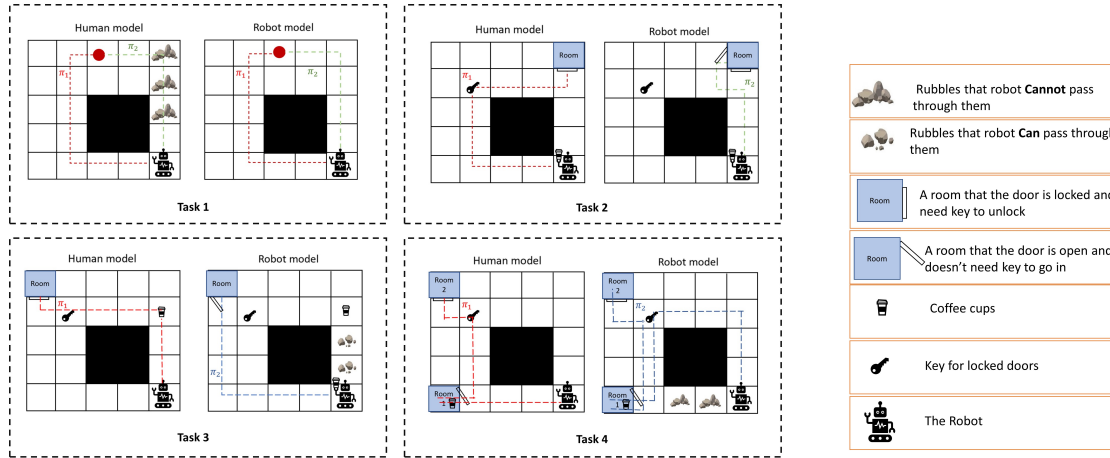 Human model
Robot model
π2
π1
π1
π2
Task 1
Human model
Robot model
Room
Room
π1
π2
Task 2
Human model
Robot model
Room
Room
π1
π2
Task 3
Human model
Robot model
Room
2
Room
2
π1
π2
Room
1
Room
1
Task 4
Rubbles that robot Cannot pass
through them
Rubbles that robot Can pass through
them
Room
A room that the door is locked and
need key to unlock
Room
A room that the door is open and
doesn't need key to go in
Coffee cups
Key for locked doors
The Robot